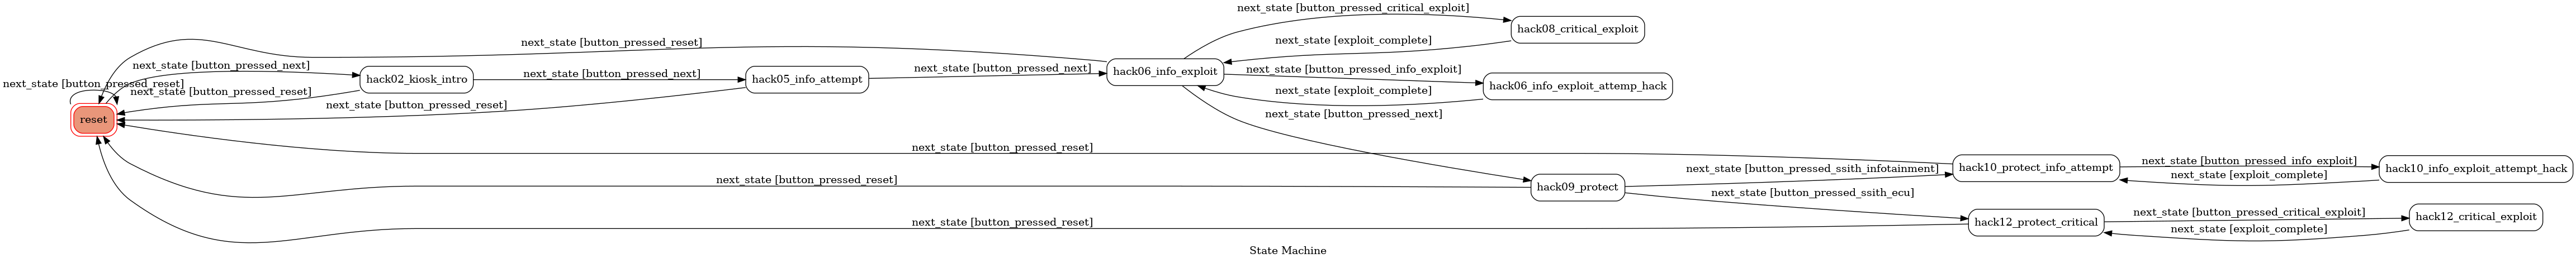 next_state [button_pressed_critical_exploit]
hack08_critical_exploit
next_state [button_pressed_reset]
next_state [exploit_complete]
next_state [button_pressed_next]
hack02_kiosk_intro
next_state [button_pressed_next]
hack05_info_attempt
next_state [button_pressed_next]
hack06_info_exploit
next_state [button_pressed_info_exploit]
hack06_info_exploit_attemp_hack
next_state [button_pressed_reset]
next_state [button_pressed_reset]
next_state [exploit_complete]
next_state [button_pressed_reset]
next_state [button_pressed_next]
reset
next_state [button_pressed_reset]
next_state [button_pressed_ssith_infotainment]
hack10_protect_info_attempt
next_state [button_pressed_info_exploit]
hack10_info_exploit_attempt_hack
next_state [exploit_complete]
next_state [button_pressed_reset]
hack09_protect
next_state [button_pressed_ssith_ecu]
next_state [button_pressed_reset]
hack12_protect_critical
next_state [button_pressed_critical_exploit]
hack12_critical_exploit
next_state [exploit_complete]
State Machine